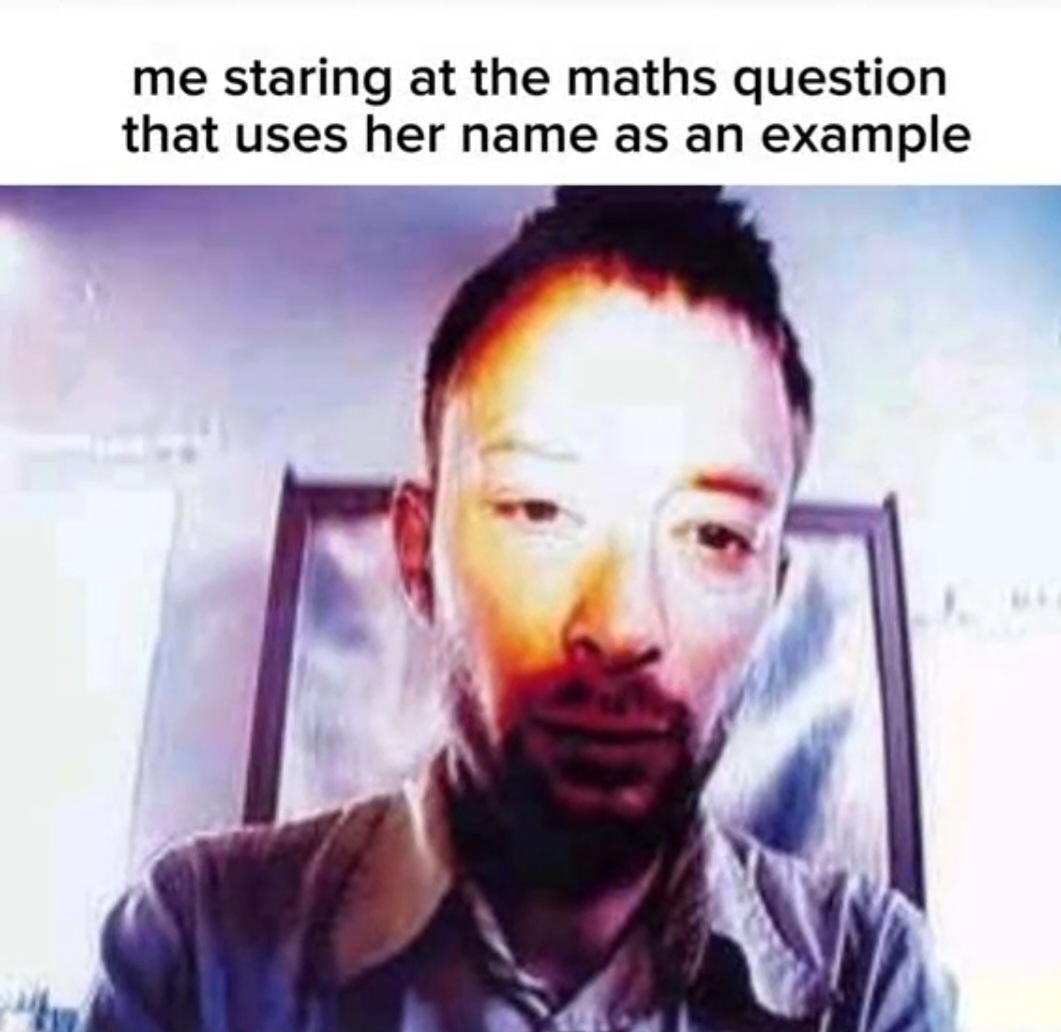 me staring at the maths question
that uses her name as an example